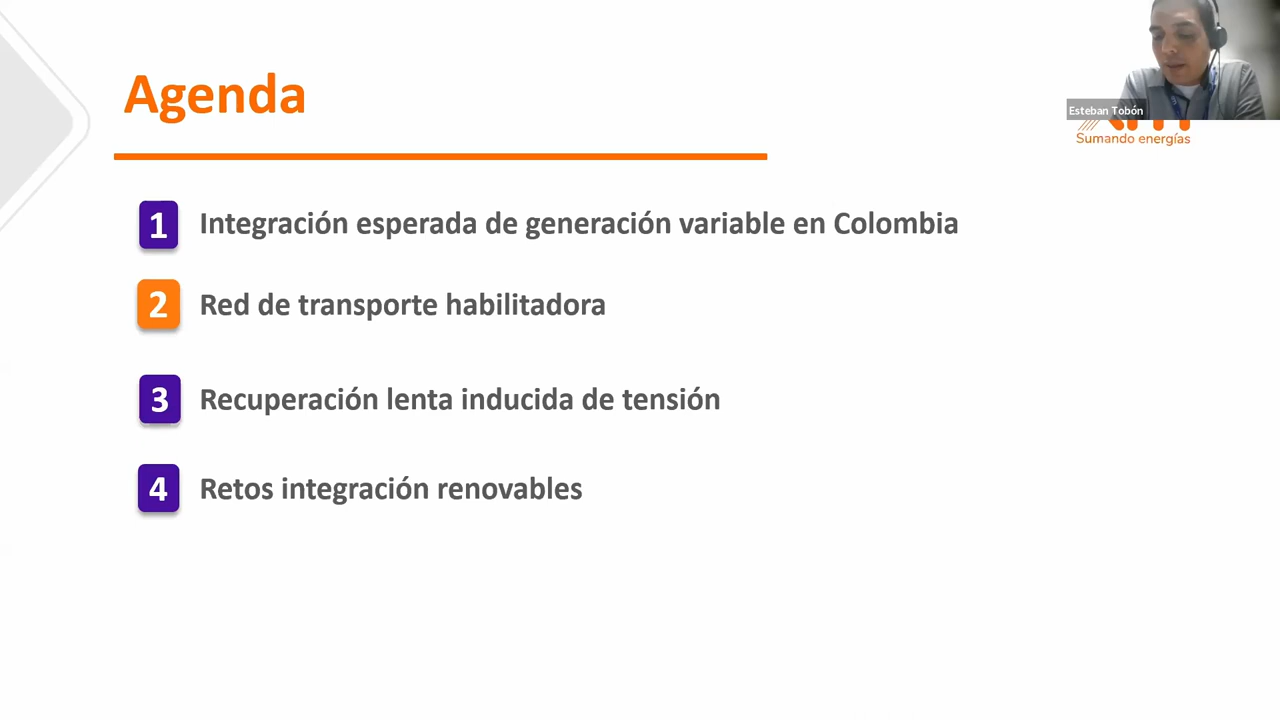 Agenda
Esteban Tobón
Sumando energías
1 Integración esperada de generación variable en Colombia
2 Red de transporte habilitadora
3 Recuperación lenta inducida de tensión
4 Retos integración renovables